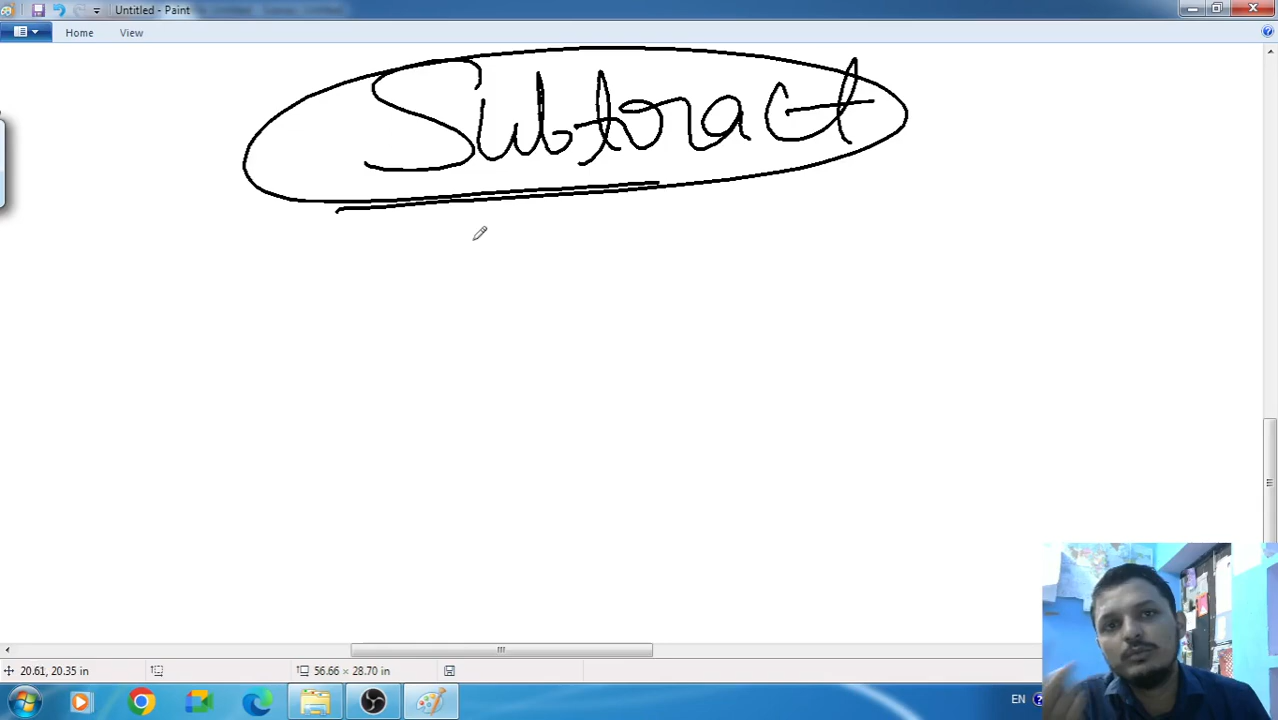 Untitled - Paint
Home View
Subtract
20.61, 20.35 in 56.66 × 28.70 in
EN